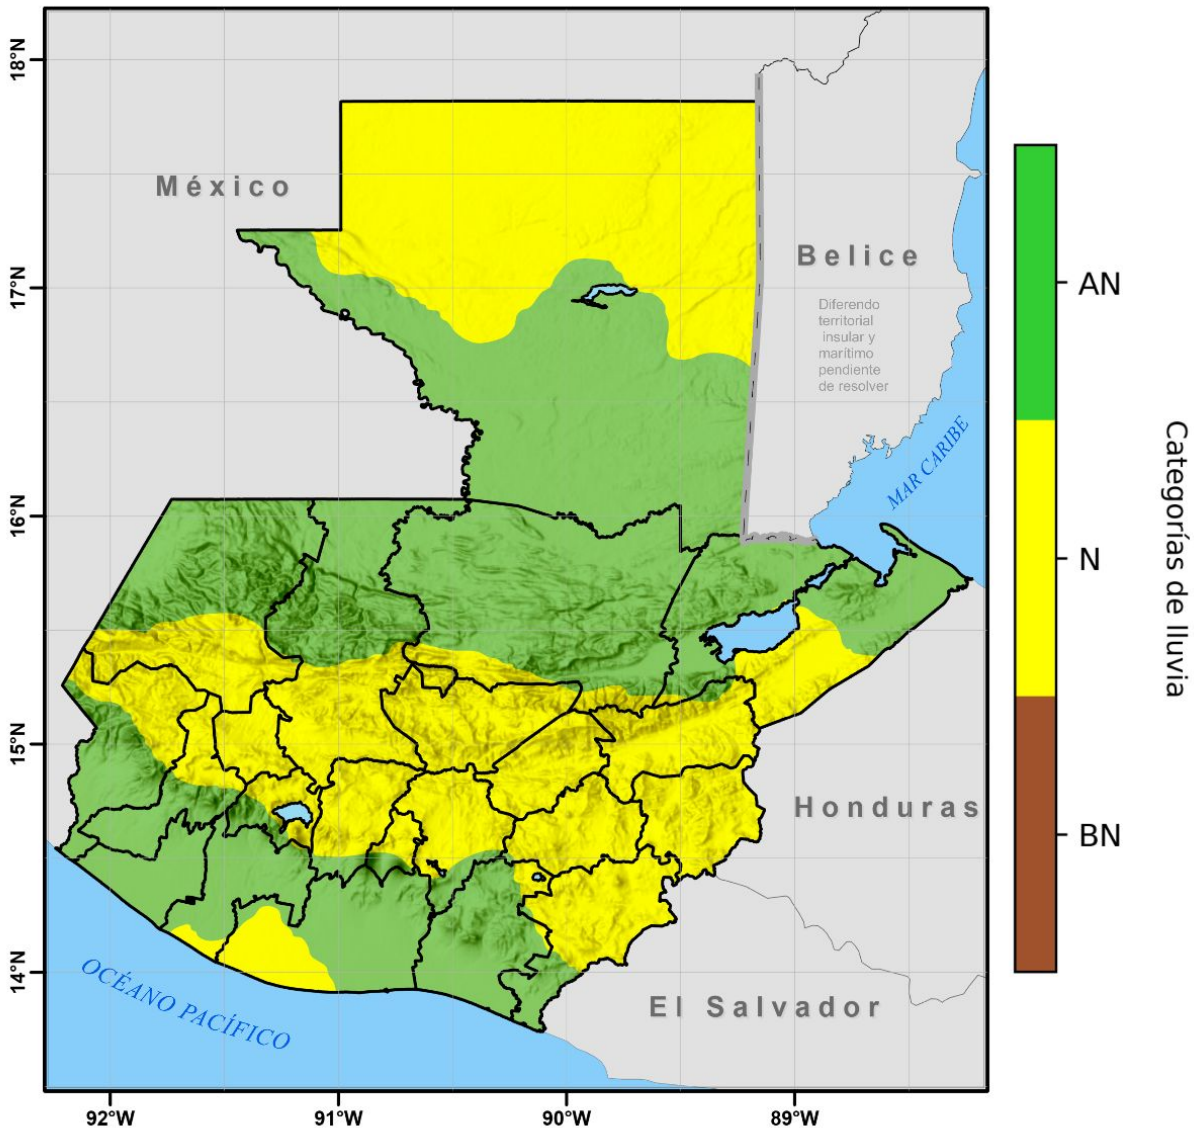 18°N
17°N
16°N
15°N
14°N
92°W
91°W
90°W
89°W
México
Belice
Diferendo
territorial
insular y
marítimo
pendiente
de resolver
MAR CARIBE
Honduras
El Salvador
OCÉANO PACÍFICO
AN
N
BN
Categorías de lluvia